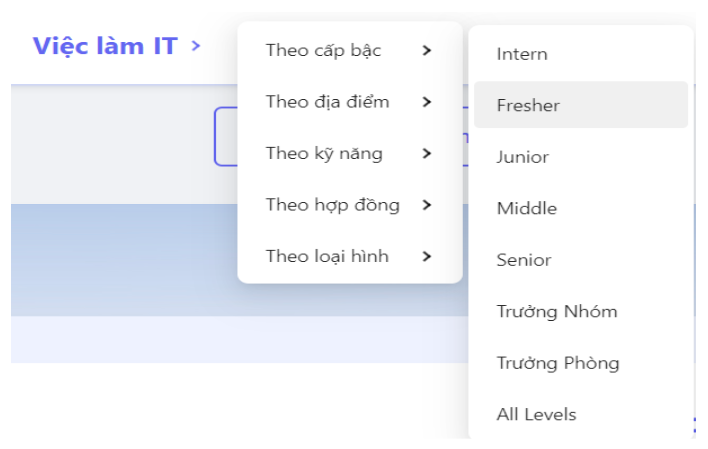 Việc làm IT >
Theo cấp bậc >
Theo địa điểm >
Theo kỹ năng >
Theo hợp đồng >
Theo loại hình >
Intern
Fresher
Junior
Middle
Senior
Trưởng Nhóm
Trưởng Phòng
All Levels